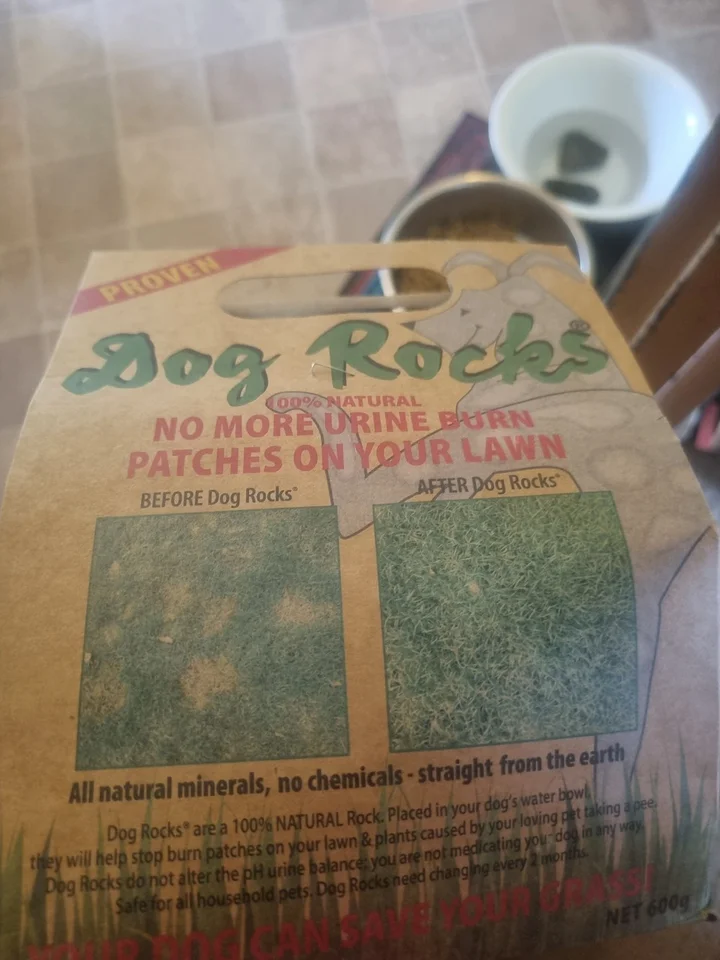 PROVEN
Dog Rocks®
100% NATURAL
NO MORE URINE BURN
PATCHES ON YOUR LAWN
BEFORE Dog Rocks®
AFTER Dog Rocks®
All natural minerals, no chemicals - straight from the earth
Dog Rocks® are a 100% NATURAL Rock. Placed in your dog's water bowl,
they will help stop burn patches on your lawn & plants caused by your loving pet taking a pee.
Dog Rocks do not alter the pH urine balance; you are not medicating your dog in any way.
Safe for all household pets. Dog Rocks need changing every 2 months.
YOUR DOG CAN SAVE YOUR GRASS!
NET 600g